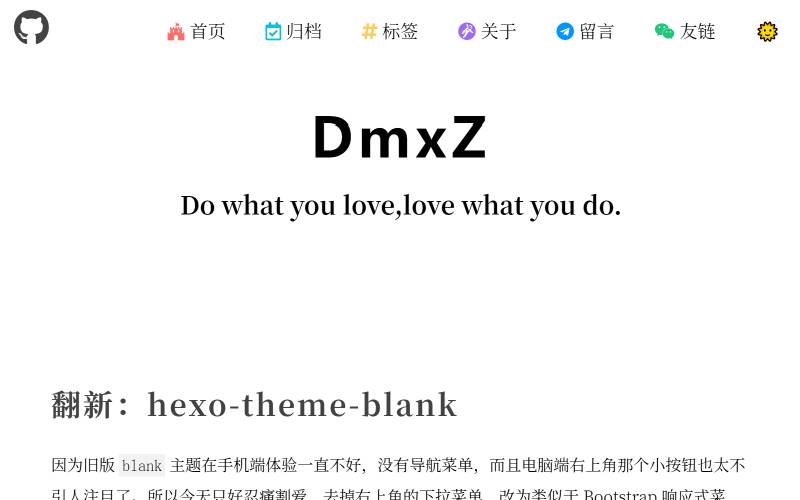 首页 归档 标签 关于 留言 友链
DmxZ
Do what you love,love what you do.
翻新：hexo-theme-blank
因为旧版 blank 主题在手机端体验一直不好，没有导航菜单，而且电脑端右上角那个小按钮也太不
引人注目了。所以今天只好忍痛割爱，去掉右上角的下拉菜单，改为类似于 Bootstrap 响应式菜